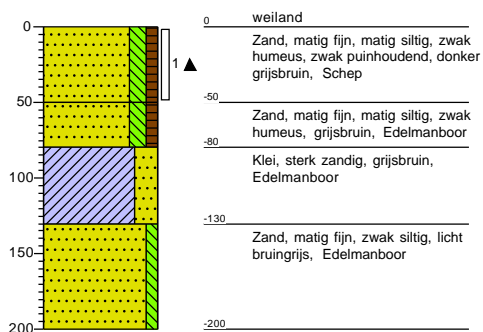 0
50
100
150
200
1
0
weiland
Zand, matig fijn, matig siltig, zwak
humeus, zwak puinhoudend, donker
grijsbruin, Schep
-50
Zand, matig fijn, matig siltig, zwak
humeus, grijsbruin, Edelmanboor
-80
Klei, sterk zandig, grijsbruin,
Edelmanboor
-130
Zand, matig fijn, zwak siltig, licht
bruingrijs, Edelmanboor
-200